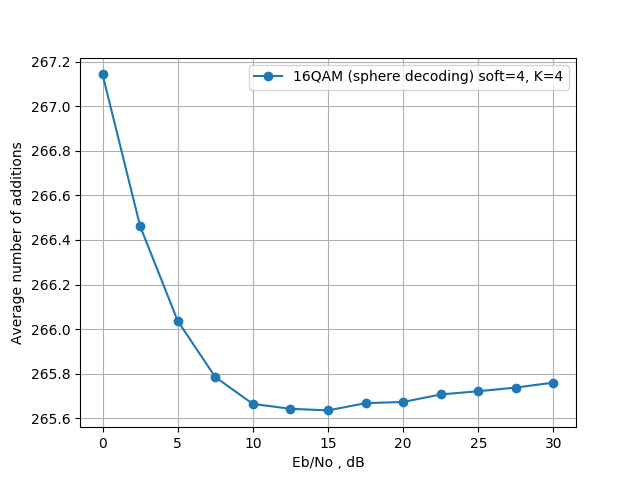 16QAM (sphere decoding) soft=4, K=4
Average number of additions
267.2
267.0
266.8
266.6
266.4
266.2
266.0
265.8
265.6
0 5 10 15 20 25 30
Eb/No , dB